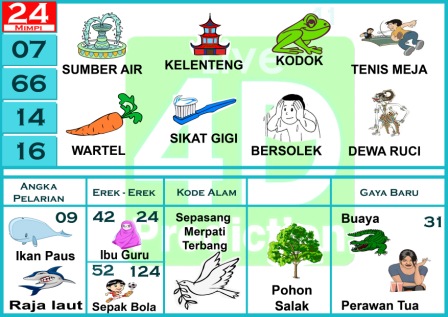 24
MIMPI
07
66
14
16
SUMBER AIR
KELENTENG
KODOK
TENIS MEJA
WARTEL
SIKAT GIGI
BERSOLEK
DEWA RUCI
Live
4D
Prediction
ANGKA
PELARIAN
EREK - EREK
KODE ALAM
GAYA BARU
09
Ikan Paus
Raja laut
42 24
Ibu Guru
52 124
Sepak Bola
Sepasang
Merpati
Terbang
Pohon
Salak
Buaya
31
Perawan Tua